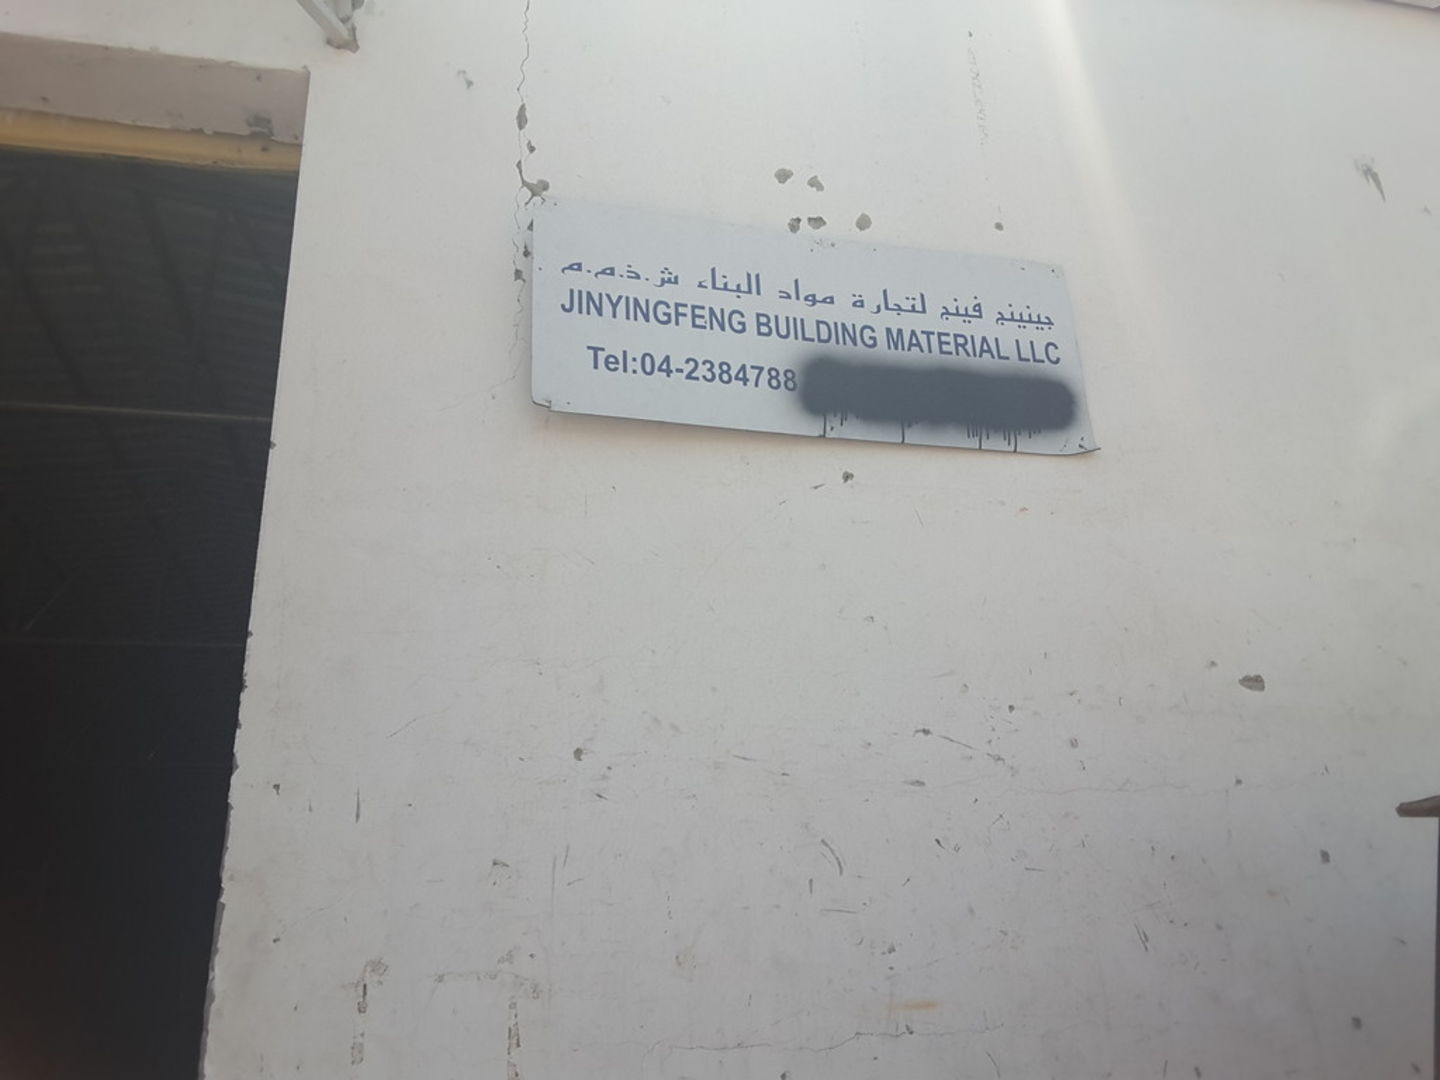 جينينج فينج لتجارة مواد البناء ش.ذ.م.م
JINYINGFENG BUILDING MATERIAL LLC
Tel:04-2384788